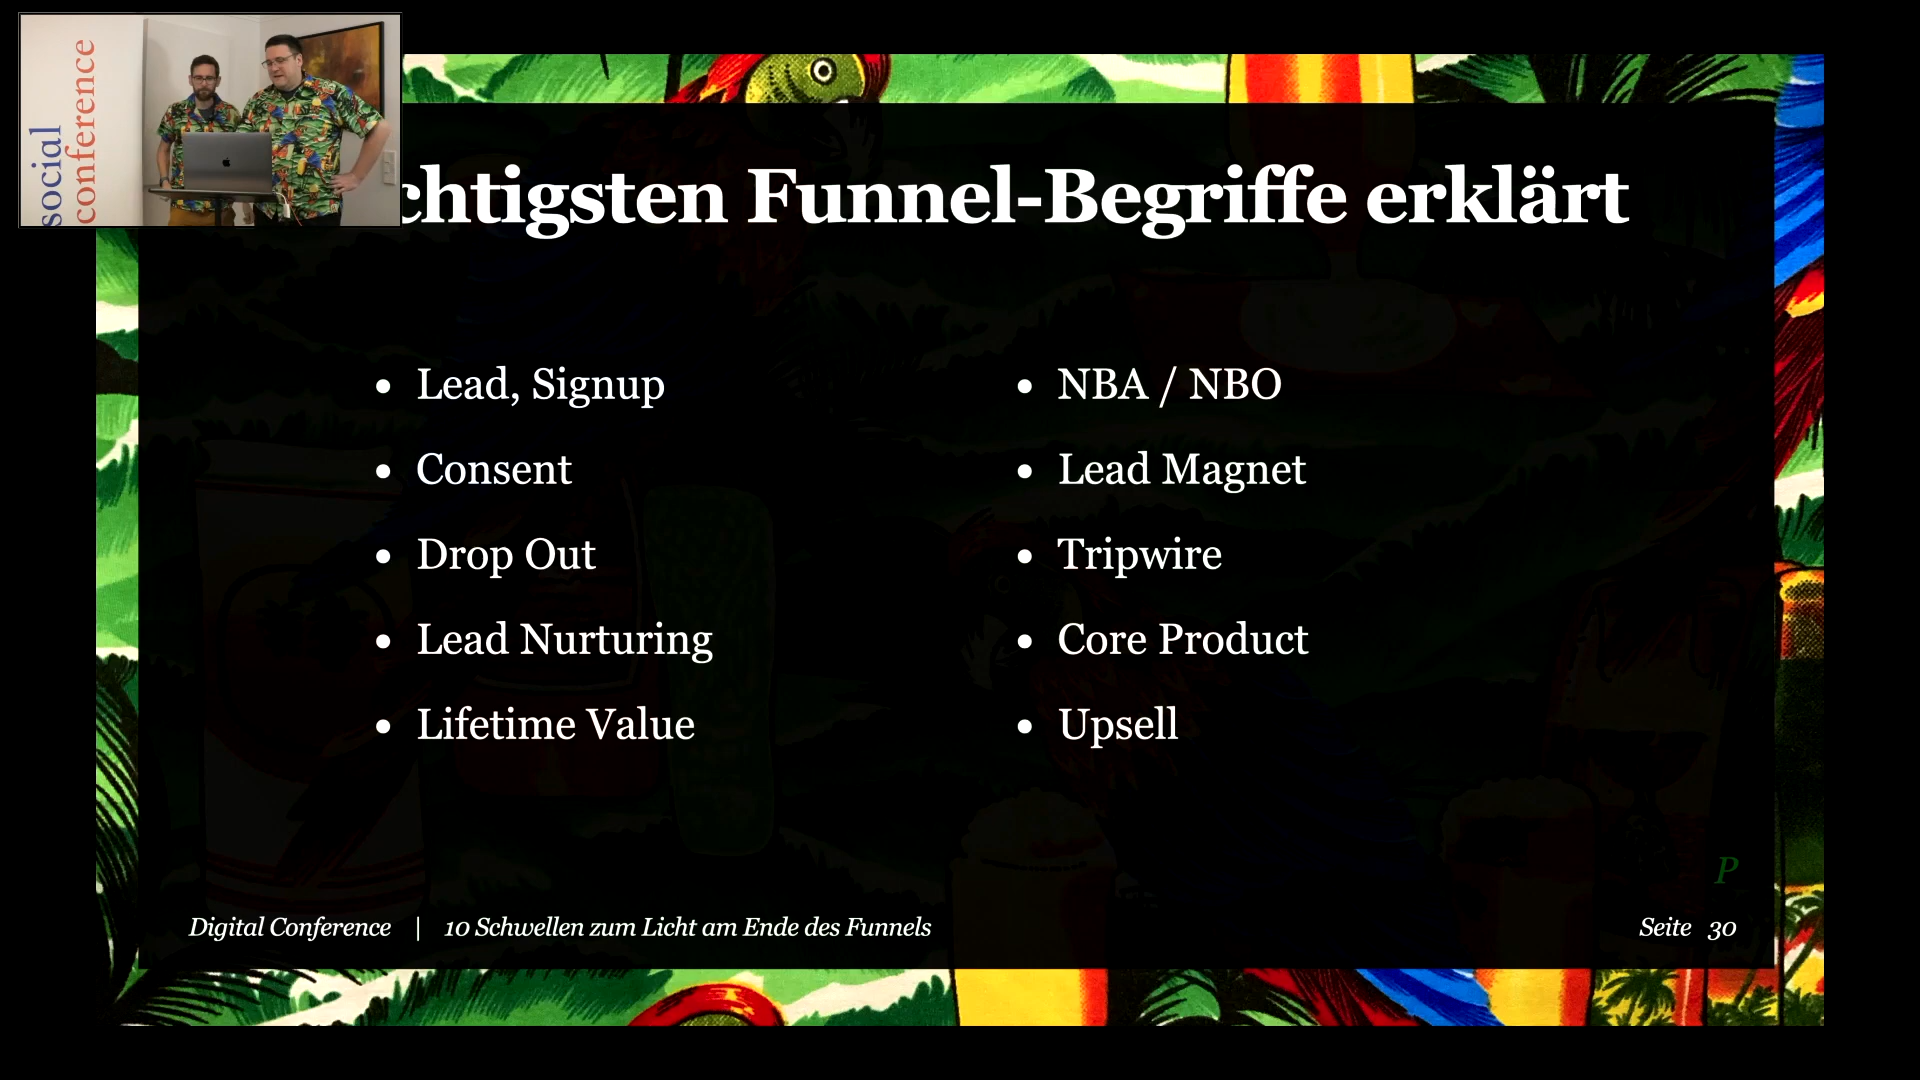 social
conference
chtigsten Funnel-Begriffe erklärt
• Lead, Signup
• Consent
• Drop Out
• Lead Nurturing
• Lifetime Value
• NBA / NBO
• Lead Magnet
• Tripwire
• Core Product
• Upsell
P
Digital Conference | 10 Schwellen zum Licht am Ende des Funnels
Seite 30